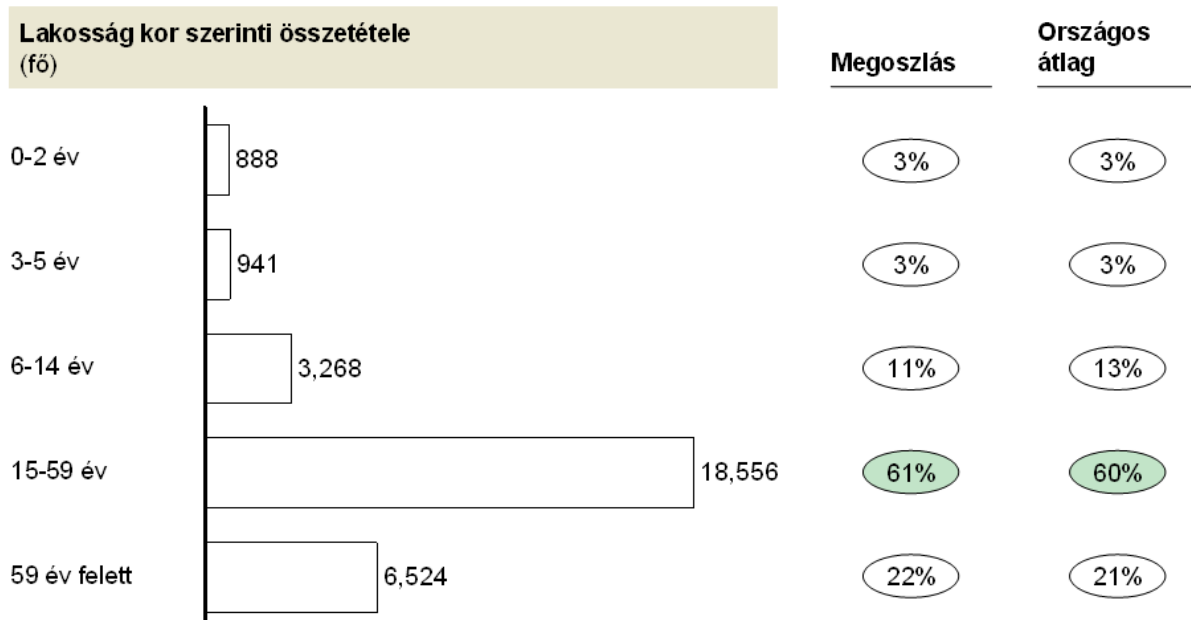 Lakosság kor szerinti összetétele
(fő)
Megoszlás
Országos
átlag
0-2 év 888 3% 3%
3-5 év 941 3% 3%
6-14 év 3,268 11% 13%
15-59 év 18,556 61% 60%
59 év felett 6,524 22% 21%